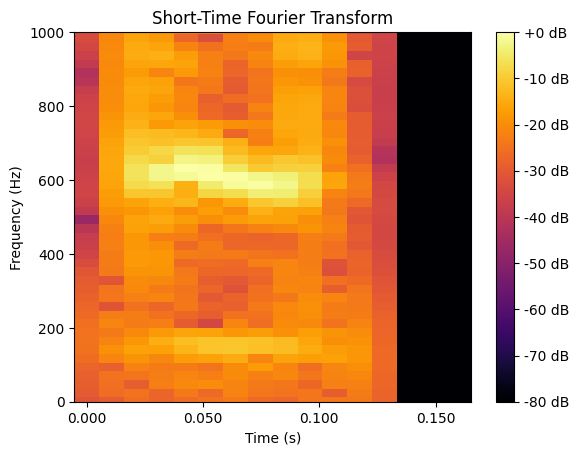 Short-Time Fourier Transform
1000
800
600
400
200
0
Frequency (Hz)
0.000
0.050
0.100
0.150
Time (s)
+0 dB
-10 dB
-20 dB
-30 dB
-40 dB
-50 dB
-60 dB
-70 dB
-80 dB